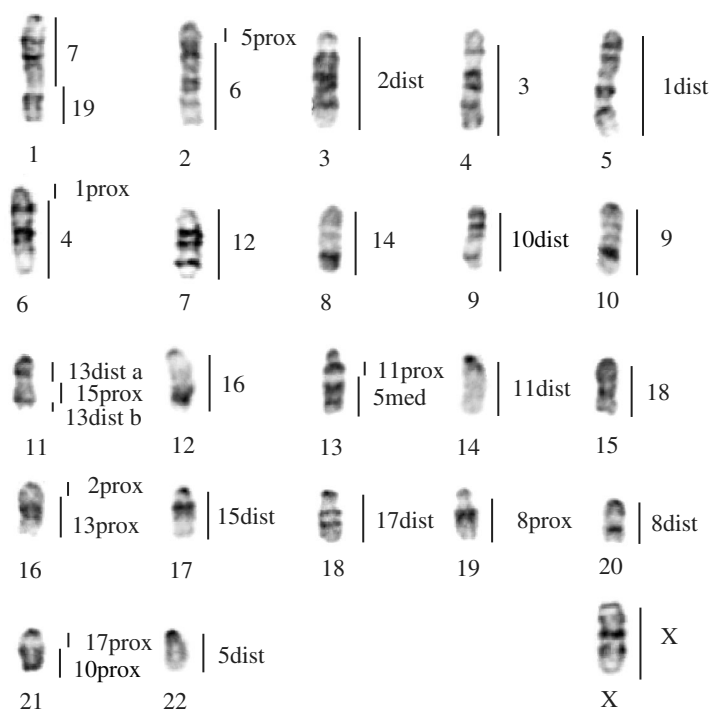 7
19
1
5prox
6
2
2dist
3
3
4
1dist
5
1prox
4
6
12
7
14
8
10dist
9
9
10
13dist a
15prox
13dist b
11
16
12
11prox
5med
13
11dist
14
18
15
2prox
13prox
16
15dist
17
17dist
18
8prox
19
8dist
20
17prox
10prox
21
5dist
22
X
X